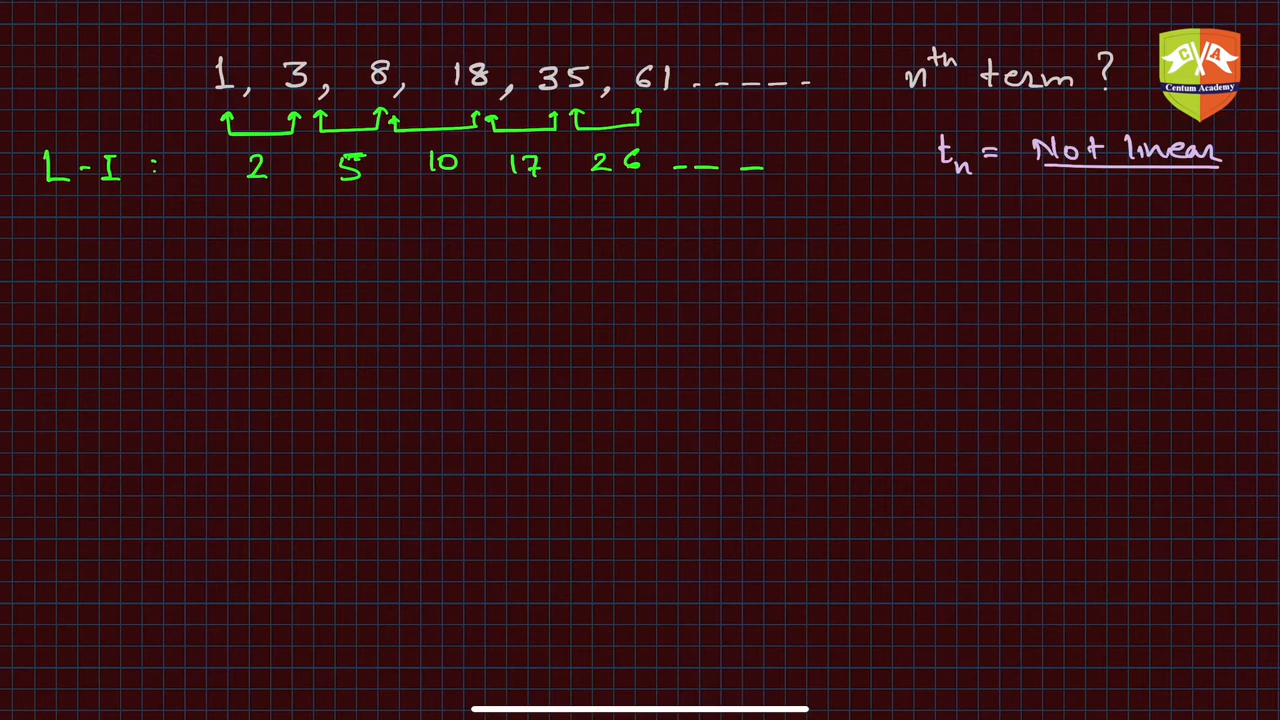 1, 3, 8, 18, 35, 61 ------ nth term?
L-I : 2 5 10 17 26 --- -
tn = Not linear
C A
Centum Academy